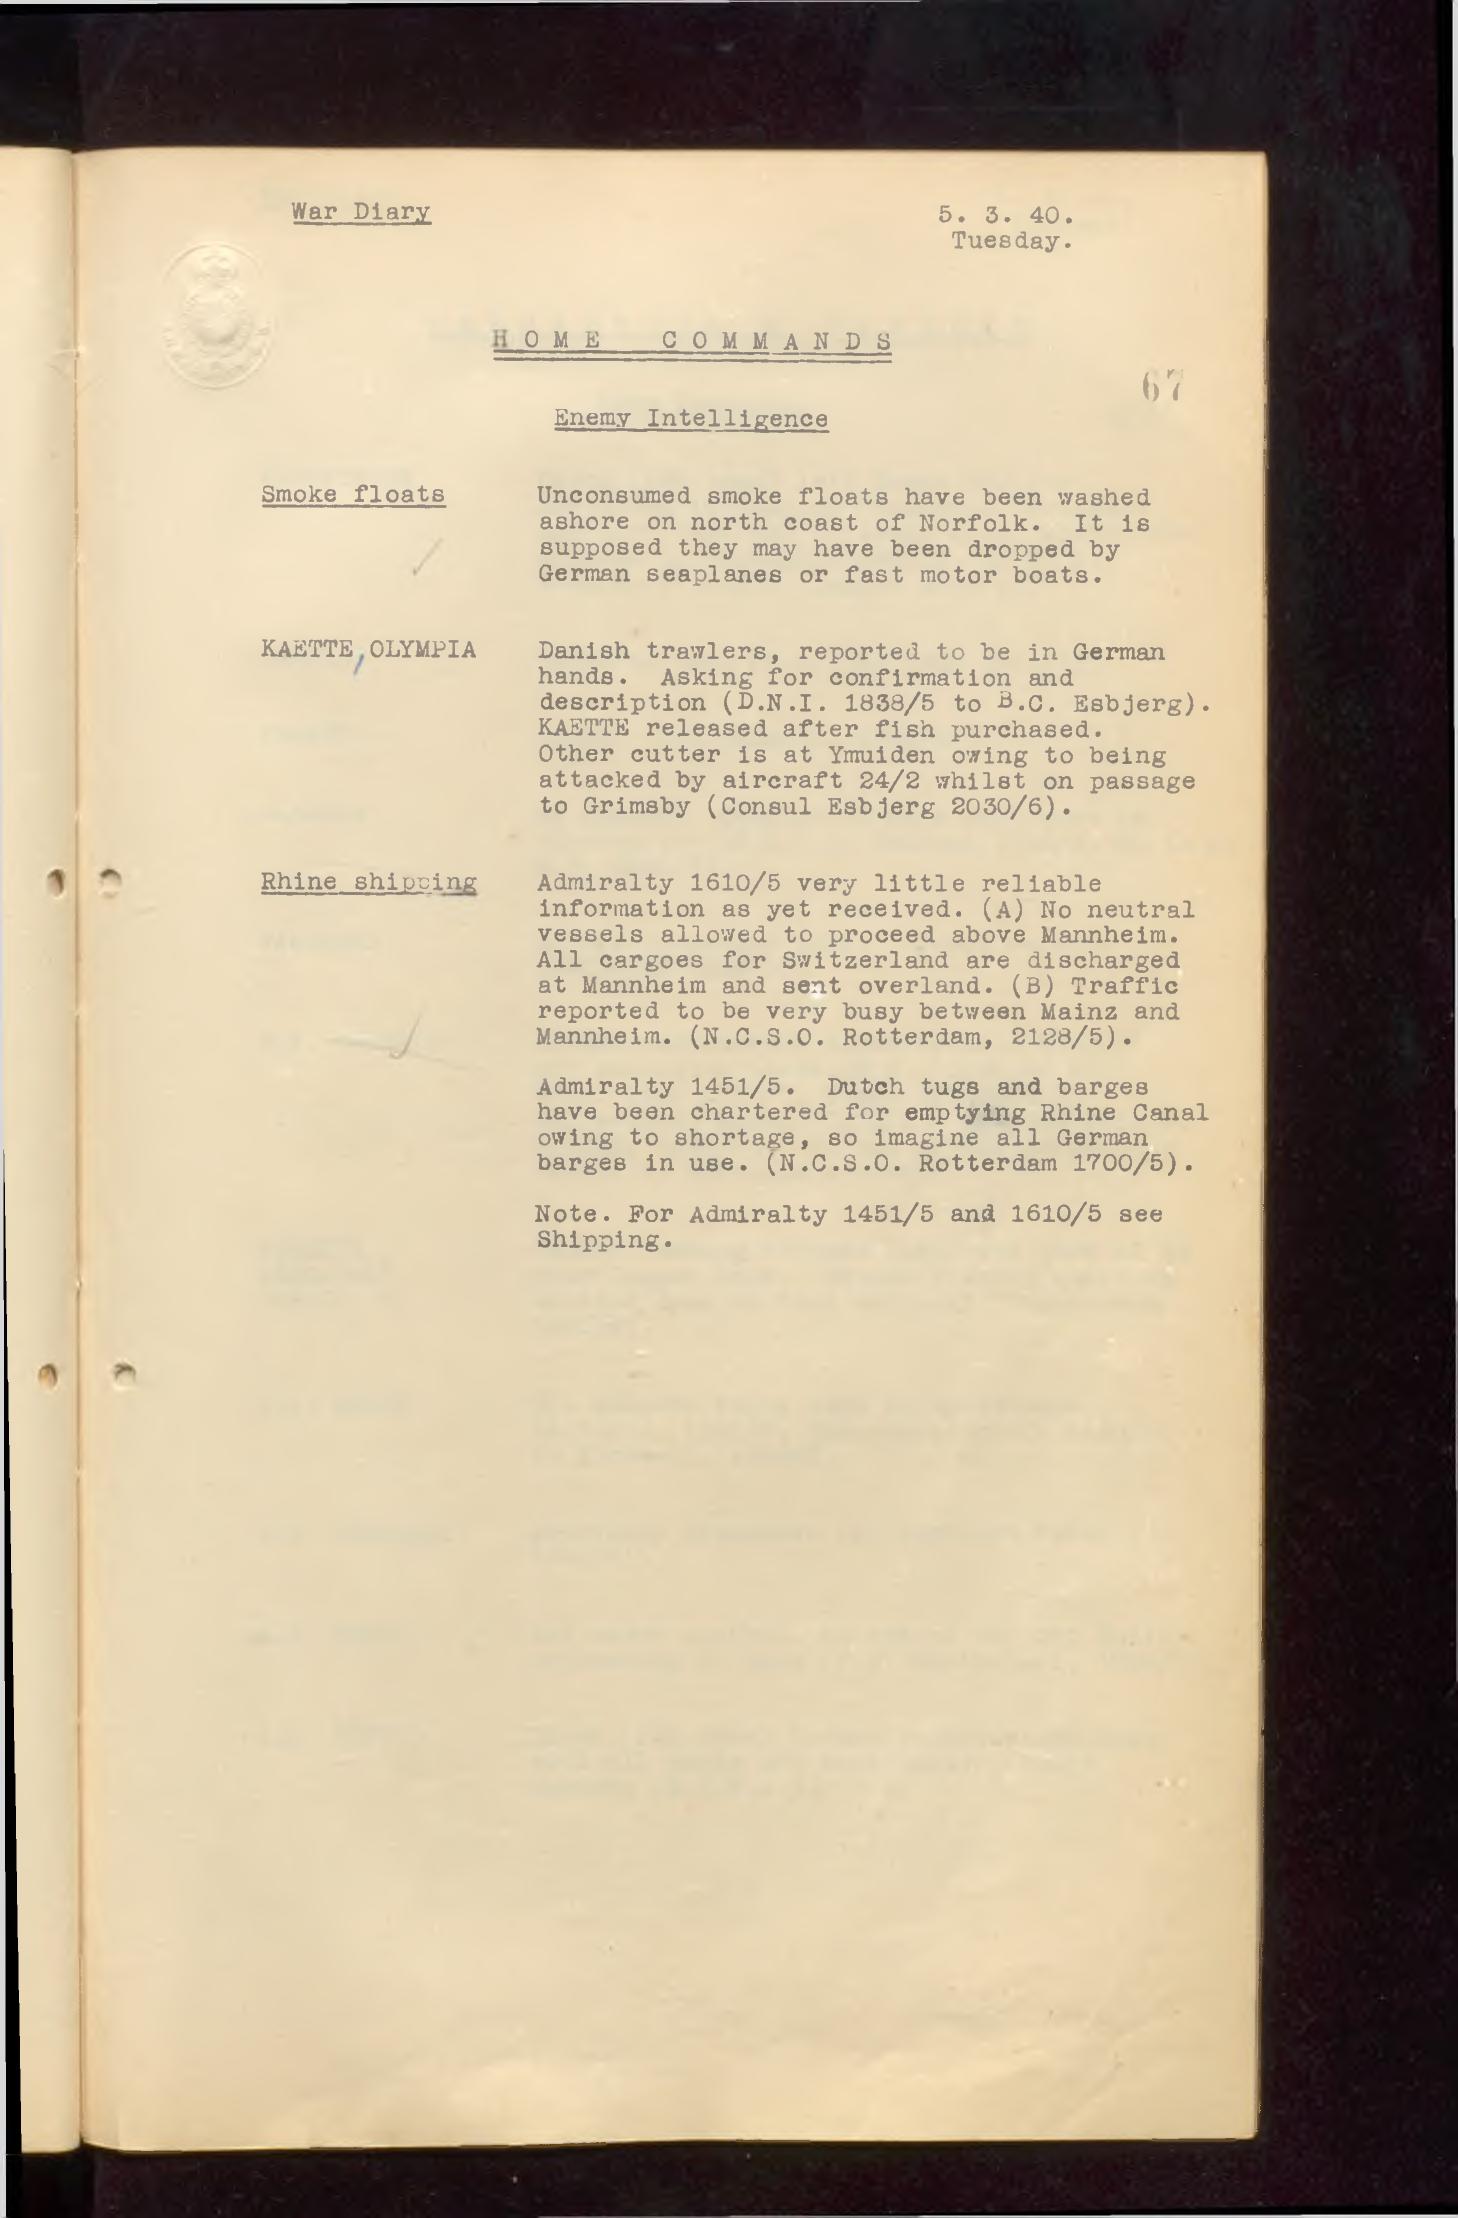 War Diary
5. 3. 40.
Tuesday.
HOME COMMANDS
67
Enemy Intelligence
Smoke floats
Unconsumed smoke floats have been washed
ashore on north coast of Norfolk. It is
supposed they may have been dropped by
German seaplanes or fast motor boats.
KAETTE, OLYMPIA
Danish trawlers, reported to be in German
hands. Asking for confirmation and
description (D.N.I. 1838/5 to B.C. Esbjerg).
KAETTE released after fish purchased.
Other cutter is at Ymuiden owing to being
attacked by aircraft 24/2 whilst on passage
to Grimsby (Consul Esbjerg 2030/6).
Rhine shipping
Admiralty 1610/5 very little reliable
information as yet received. (A) No neutral
vessels allowed to proceed above Mannheim.
All cargoes for Switzerland are discharged
at Mannheim and sent overland. (B) Traffic
reported to be very busy between Mainz and
Mannheim. (N.C.S.O. Rotterdam, 2128/5).
Admiralty 1451/5. Dutch tugs and barges
have been chartered for emptying Rhine Canal
owing to shortage, so imagine all German
barges in use. (N.C.S.O. Rotterdam 1700/5).
Note. For Admiralty 1451/5 and 1610/5 see
Shipping.